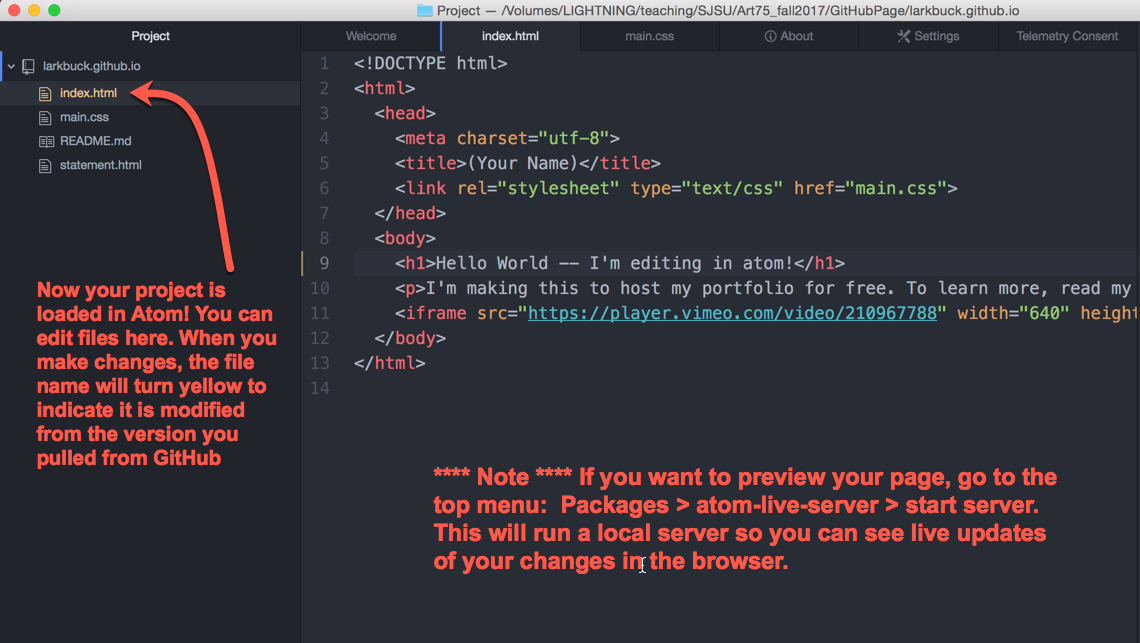 Project — /Volumes/LIGHTNING/teaching/SJSU/Art75_fall2017/GitHubPage/larkbuck.github.io
Project
Welcome
index.html
main.css
About
Settings
Telemetry Consent
larkbuck.github.io
index.html
main.css
README.md
statement.html
Now your project is
loaded in Atom! You can
edit files here. When you
make changes, the file
name will turn yellow to
indicate it is modified
from the version you
pulled from GitHub
1 <!DOCTYPE html>
2 <html>
3 <head>
4 <meta charset="utf-8">
5 <title>(Your Name)</title>
6 <link rel="stylesheet" type="text/css" href="main.css">
7 </head>
8 <body>
9 <h1>Hello World -- I'm editing in atom!</h1>
10 <p>I'm making this to host my portfolio for free. To learn more, read my
11 <iframe src="https://player.vimeo.com/video/210967788" width="640" height
12 </body>
13 </html>
14
**** Note **** If you want to preview your page, go to the
top menu: Packages > atom-live-server > start server.
This will run a local server so you can see live updates
of your changes in the browser.